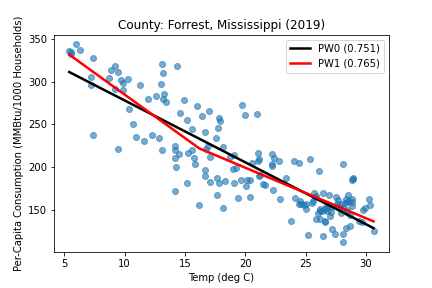 County: Forrest, Mississippi (2019)
Per-Capita Consumption (MMBtu/1000 Households)
350
300
250
200
150
PW0 (0.751)
PW1 (0.765)
5 10 15 20 25 30
Temp (deg C)